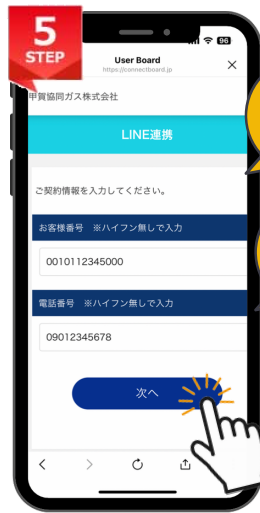 5
STEP
96
User Board
https://connectboard.jp
甲賀協同ガス株式会社
LINE連携
ご契約情報を入力してください。
お客様番号 ※ハイフン無しで入力
0010112345000
電話番号 ※ハイフン無しで入力
09012345678
次へ